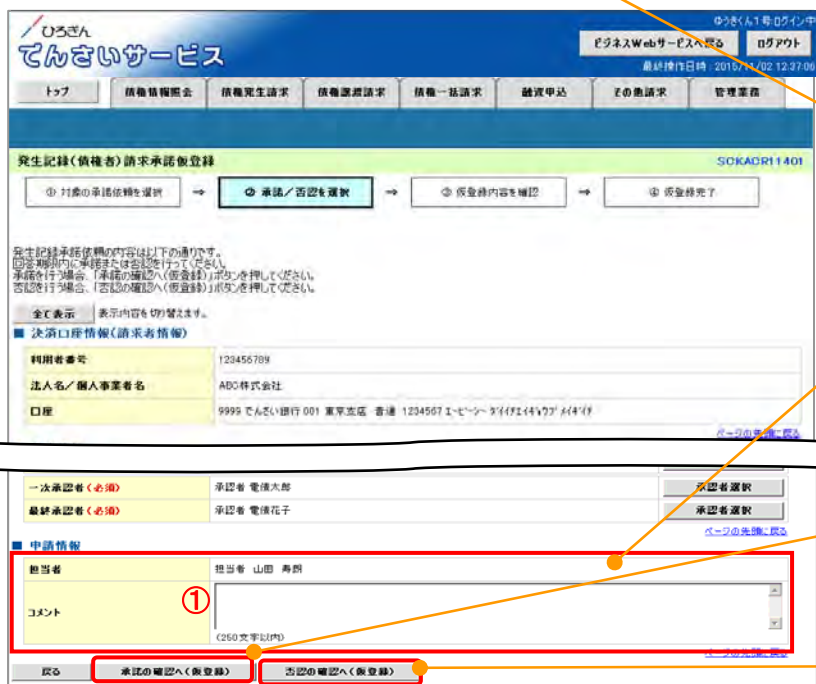 ゆうきくん1号:ログイン中
ひろぎん
でんさいサービス
ビジネスWebサービスへ戻る ログアウト
最終操作日時：2015/11/02 12:37:06
トップ 債権情報照会 債権発生請求 債権譲渡請求 債権一括請求 融資申込 その他請求 管理業務
発生記録(債権者)請求承諾仮登録 SCKACR11401
① 対象の承諾依頼を選択 ⇒ ② 承諾／否認を選択 ⇒ ③ 仮登録内容を確認 ⇒ ④ 仮登録完了
発生記録承諾依頼の内容は以下の通りです。
回答期限内に承諾または否認を行ってください。
承諾を行う場合、「承諾の確認へ(仮登録)」ボタンを押してください。
否認を行う場合、「否認の確認へ(仮登録)」ボタンを押してください。
全て表示 表示内容を切り替えます。
■ 決済口座情報(請求者情報)
利用者番号 123456789
法人名／個人事業者名 ABC株式会社
口座 9999 でんさい銀行 001 東京支店 普通 1234567
ページの先頭に戻る
一次承認者(必須) 承認者 電債太郎 承認者選択
最終承認者(必須) 承認者 電債花子 承認者選択
ページの先頭に戻る
■ 申請情報
担当者 担当者 山田 寿朗
①
コメント
(250文字以内)
ページの先頭に戻る
戻る 承諾の確認へ(仮登録) 否認の確認へ(仮登録)